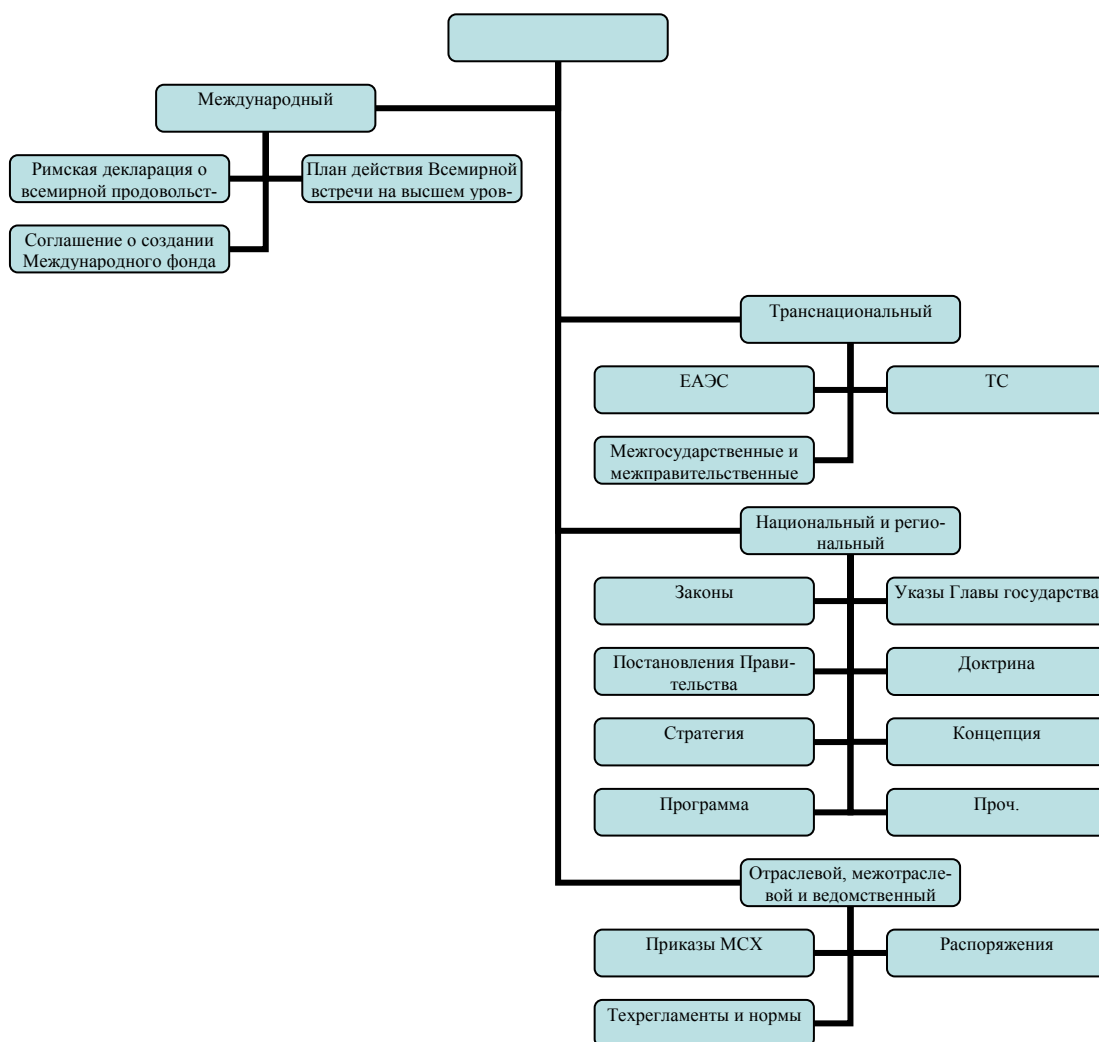 Международный
Римская декларация о
всемирной продовольст-
План действия Всемирной
встречи на высшем уров-
Соглашение о создании
Международного фонда
Транснациональный
ЕАЭС
ТС
Межгосударственные и
межправительственные
Национальный и регио-
нальный
Законы
Указы Главы государства
Постановления Прави-
тельства
Доктрина
Стратегия
Концепция
Программа
Проч.
Отраслевой, межотрасле-
вой и ведомственный
Приказы МСХ
Распоряжения
Техрегламенты и нормы